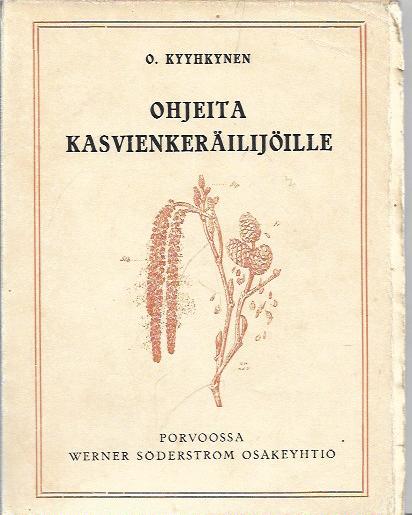 O. KYYHKYNEN
OHJEITA
KASVIENKERÄILIJÖILLE
PORVOOSSA
WERNER SÖDERSTRÖM OSAKEYHTIÖ